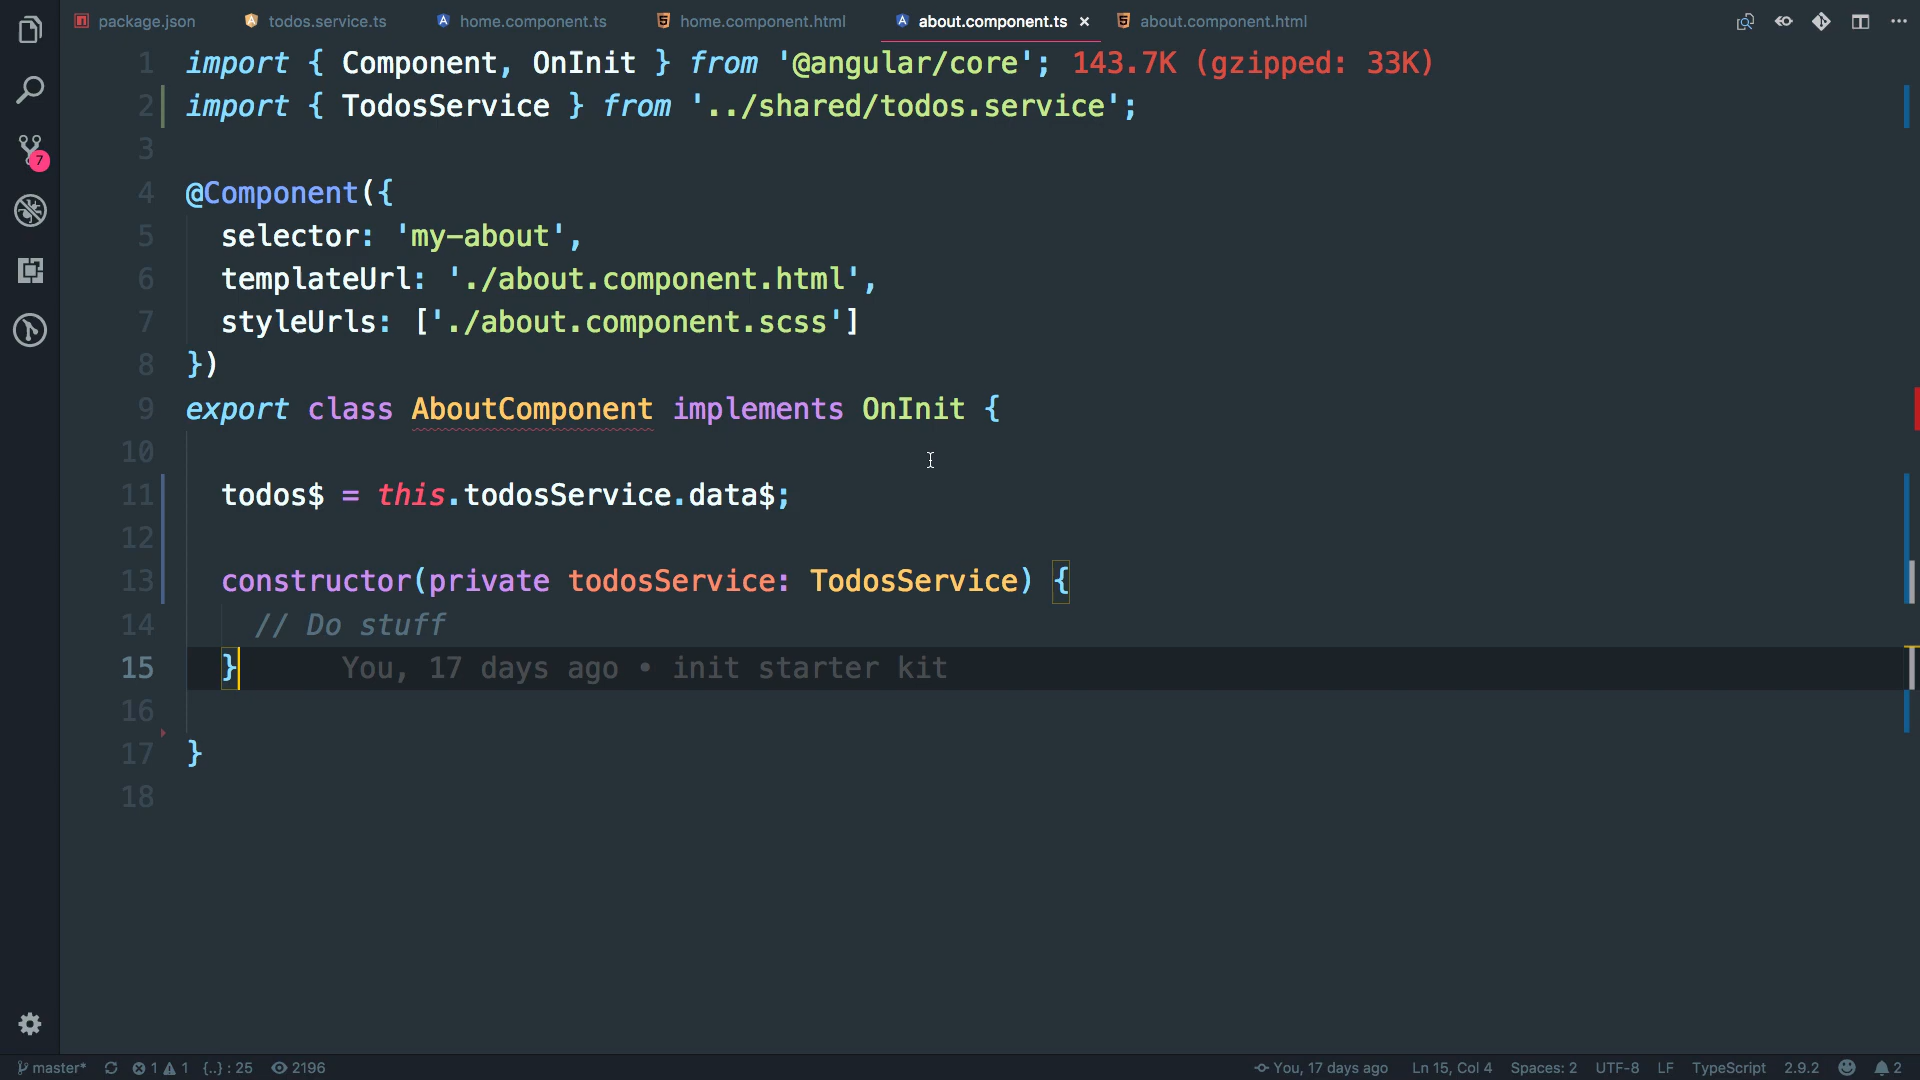 package.json todos.service.ts home.component.ts home.component.html about.component.ts × about.component.html
1 import { Component, OnInit } from '@angular/core'; 143.7K (gzipped: 33K)
2 import { TodosService } from '../shared/todos.service';
3
4 @Component({
5 selector: 'my-about',
6 templateUrl: './about.component.html',
7 styleUrls: ['./about.component.scss']
8 })
9 export class AboutComponent implements OnInit {
10
11 todos$ = this.todosService.data$;
12
13 constructor(private todosService: TodosService) {
14 // Do stuff
15 } You, 17 days ago • init starter kit
16
17 }
18
7
master* 1 1 {..} : 25 2196 You, 17 days ago Ln 15, Col 4 Spaces: 2 UTF-8 LF TypeScript 2.9.2 2